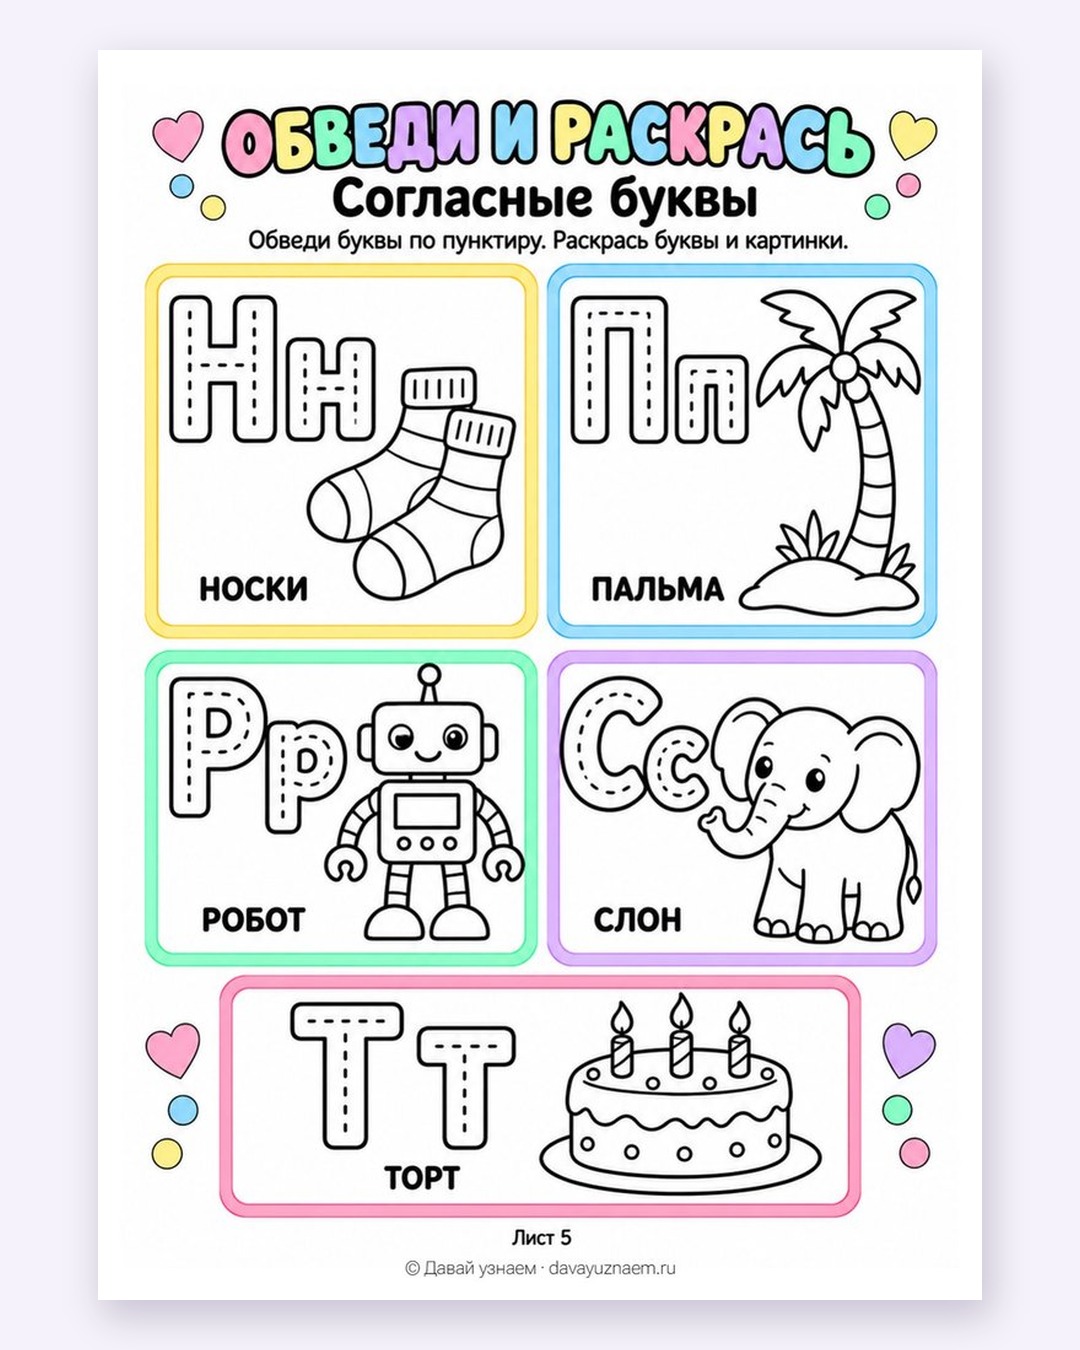 ОБВЕДИ И РАСКРАСЬ
Согласные буквы
Обведи буквы по пунктиру. Раскрась буквы и картинки.
Нн
НОСКИ
Пп
ПАЛЬМА
Рр
РОБОТ
Сс
СЛОН
Тт
ТОРТ
Лист 5
© Давай узнаем · davayuznaem.ru